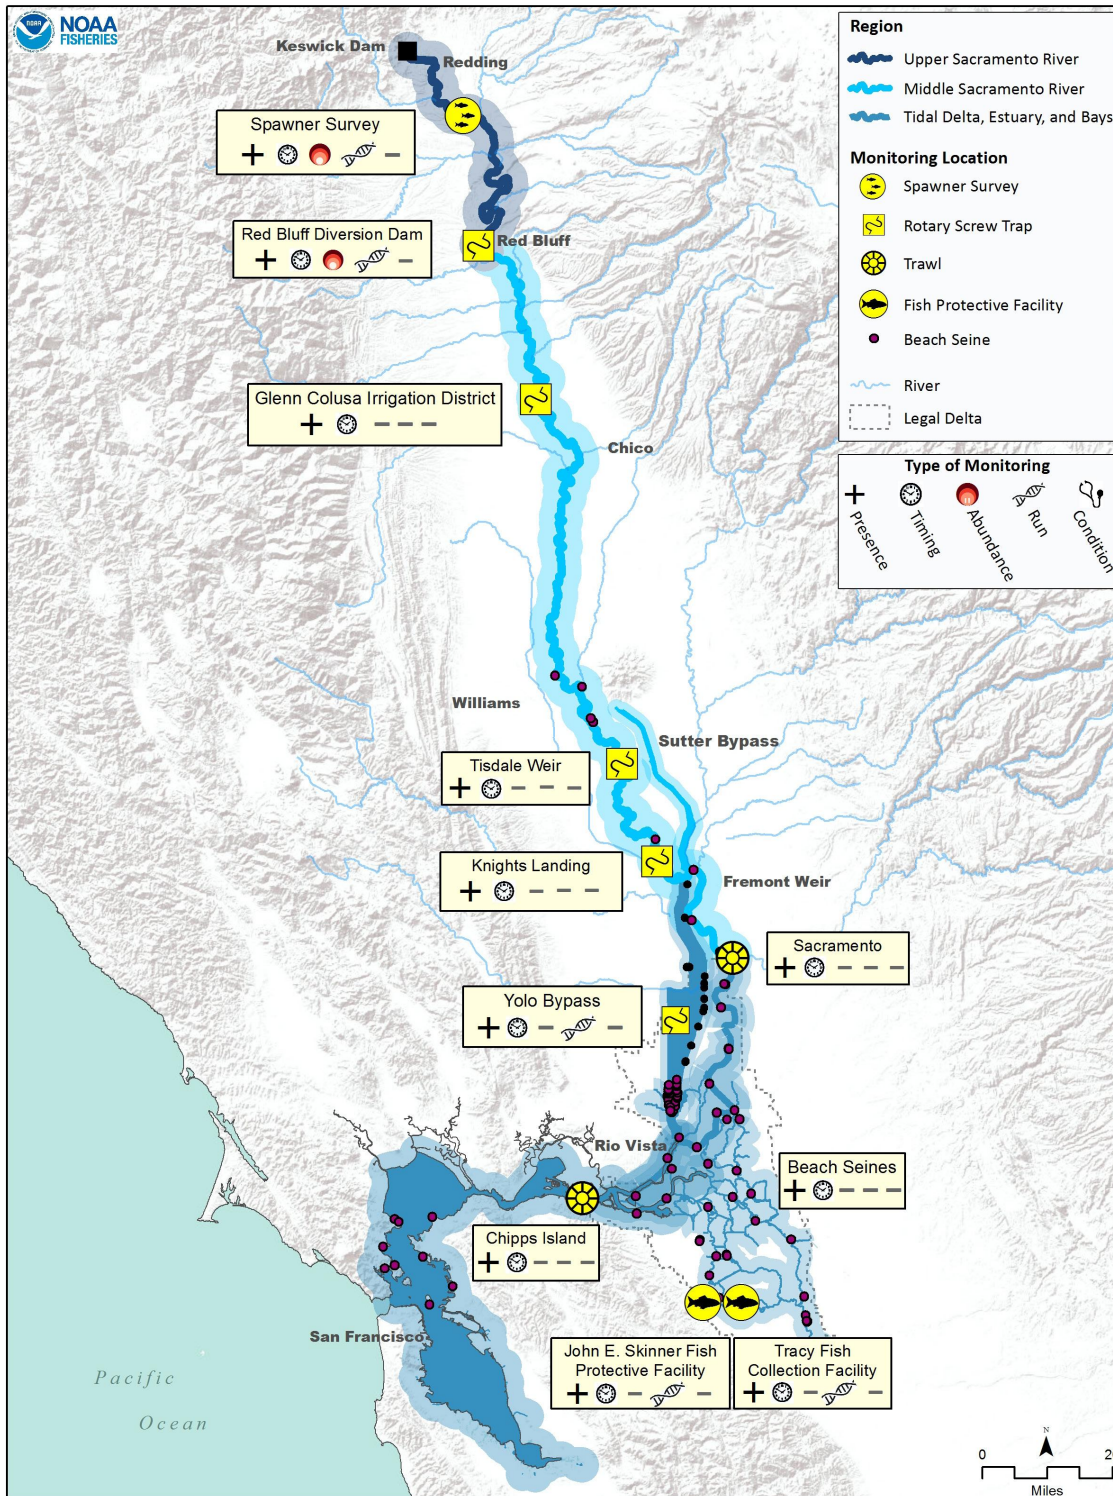 NOAA
NOAA
FISHERIES
Keswick Dam
Redding
Spawner Survey
Red Bluff Diversion Dam
Red Bluff
Glenn Colusa Irrigation District
Chico
Williams
Sutter Bypass
Tisdale Weir
Knights Landing
Fremont Weir
Sacramento
Yolo Bypass
Rio Vista
Beach Seines
Chipps Island
San Francisco
John E. Skinner Fish
Protective Facility
Tracy Fish
Collection Facility
Pacific
Ocean
Region
Upper Sacramento River
Middle Sacramento River
Tidal Delta, Estuary, and Bays
Monitoring Location
Spawner Survey
Rotary Screw Trap
Trawl
Fish Protective Facility
Beach Seine
River
Legal Delta
Type of Monitoring
Presence
Timing
Abundance
Run
Condition
N
0
Miles